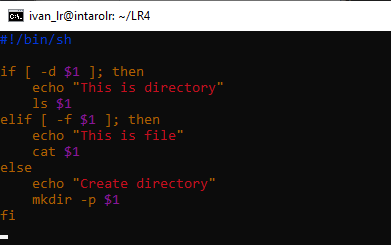 ivan_lr@intarolr: ~/LR4
#!/bin/sh
if [ -d $1 ]; then
    echo "This is directory"
    ls $1
elif [ -f $1 ]; then
    echo "This is file"
    cat $1
else
    echo "Create directory"
    mkdir -p $1
fi